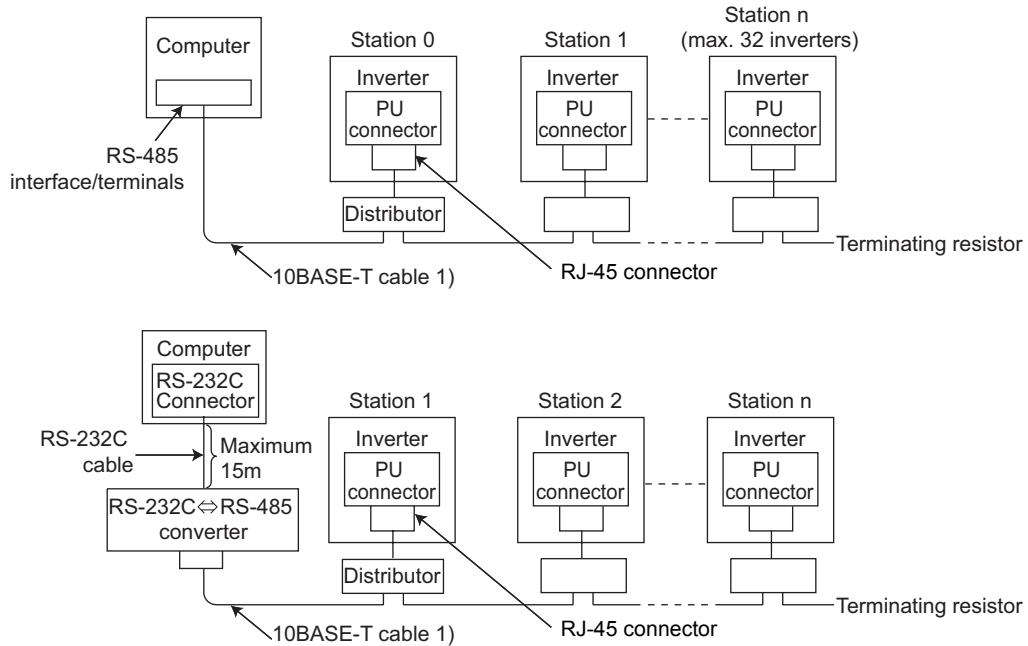 Computer
RS-485
interface/terminals
10BASE-T cable 1)
Station 0
Inverter
PU
connector
Distributor
RJ-45 connector
Station 1
Inverter
PU
connector
Station n
(max. 32 inverters)
Inverter
PU
connector
Terminating resistor
Computer
RS-232C
Connector
RS-232C
cable
Maximum
15m
RS-232C⇔RS-485
converter
10BASE-T cable 1)
Station 1
Inverter
PU
connector
Distributor
RJ-45 connector
Station 2
Inverter
PU
connector
Station n
Inverter
PU
connector
Terminating resistor